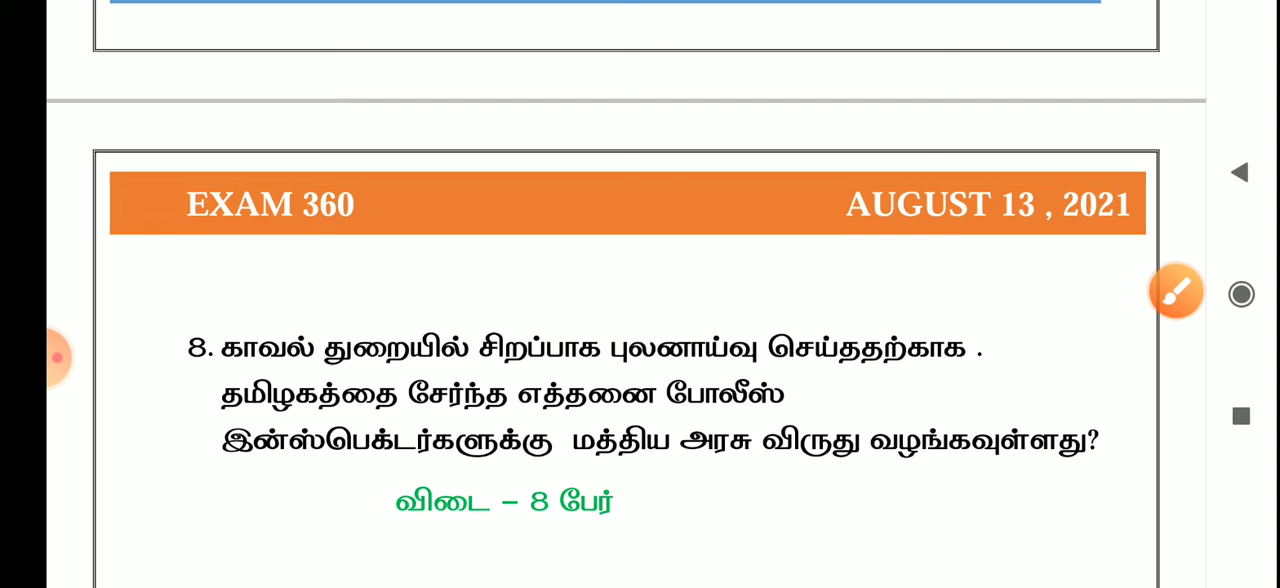 EXAM 360 AUGUST 13 , 2021
8. காவல் துறையில் சிறப்பாக புலனாய்வு செய்ததற்காக .
தமிழகத்தை சேர்ந்த எத்தனை போலீஸ்
இன்ஸ்பெக்டர்களுக்கு மத்திய அரசு விருது வழங்கவுள்ளது?
விடை – 8 பேர்